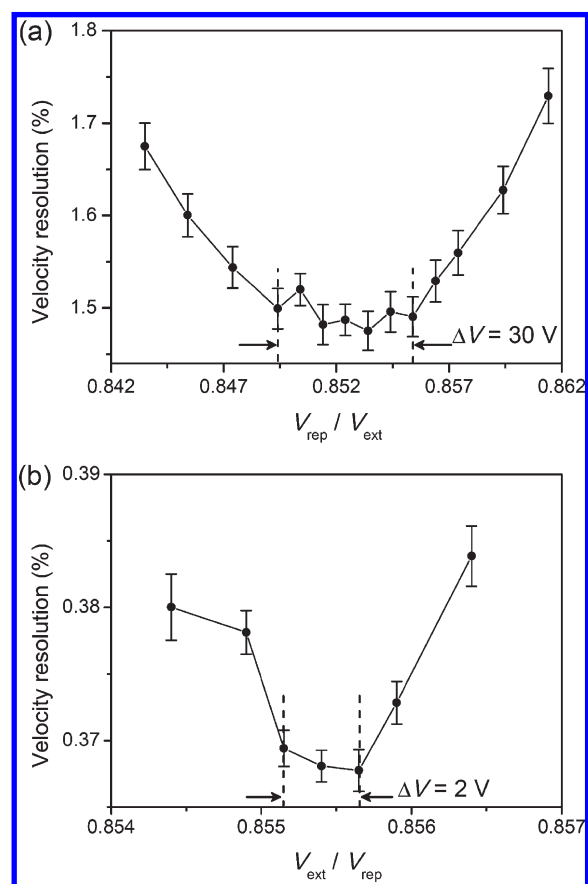 (a)
1.8
1.7
1.6
1.5
Velocity resolution (%)
ΔV = 30 V
0.842 0.847 0.852 0.857 0.862
Vrep / Vext
(b)
0.39
0.38
0.37
Velocity resolution (%)
ΔV = 2 V
0.854 0.855 0.856 0.857
Vext / Vrep